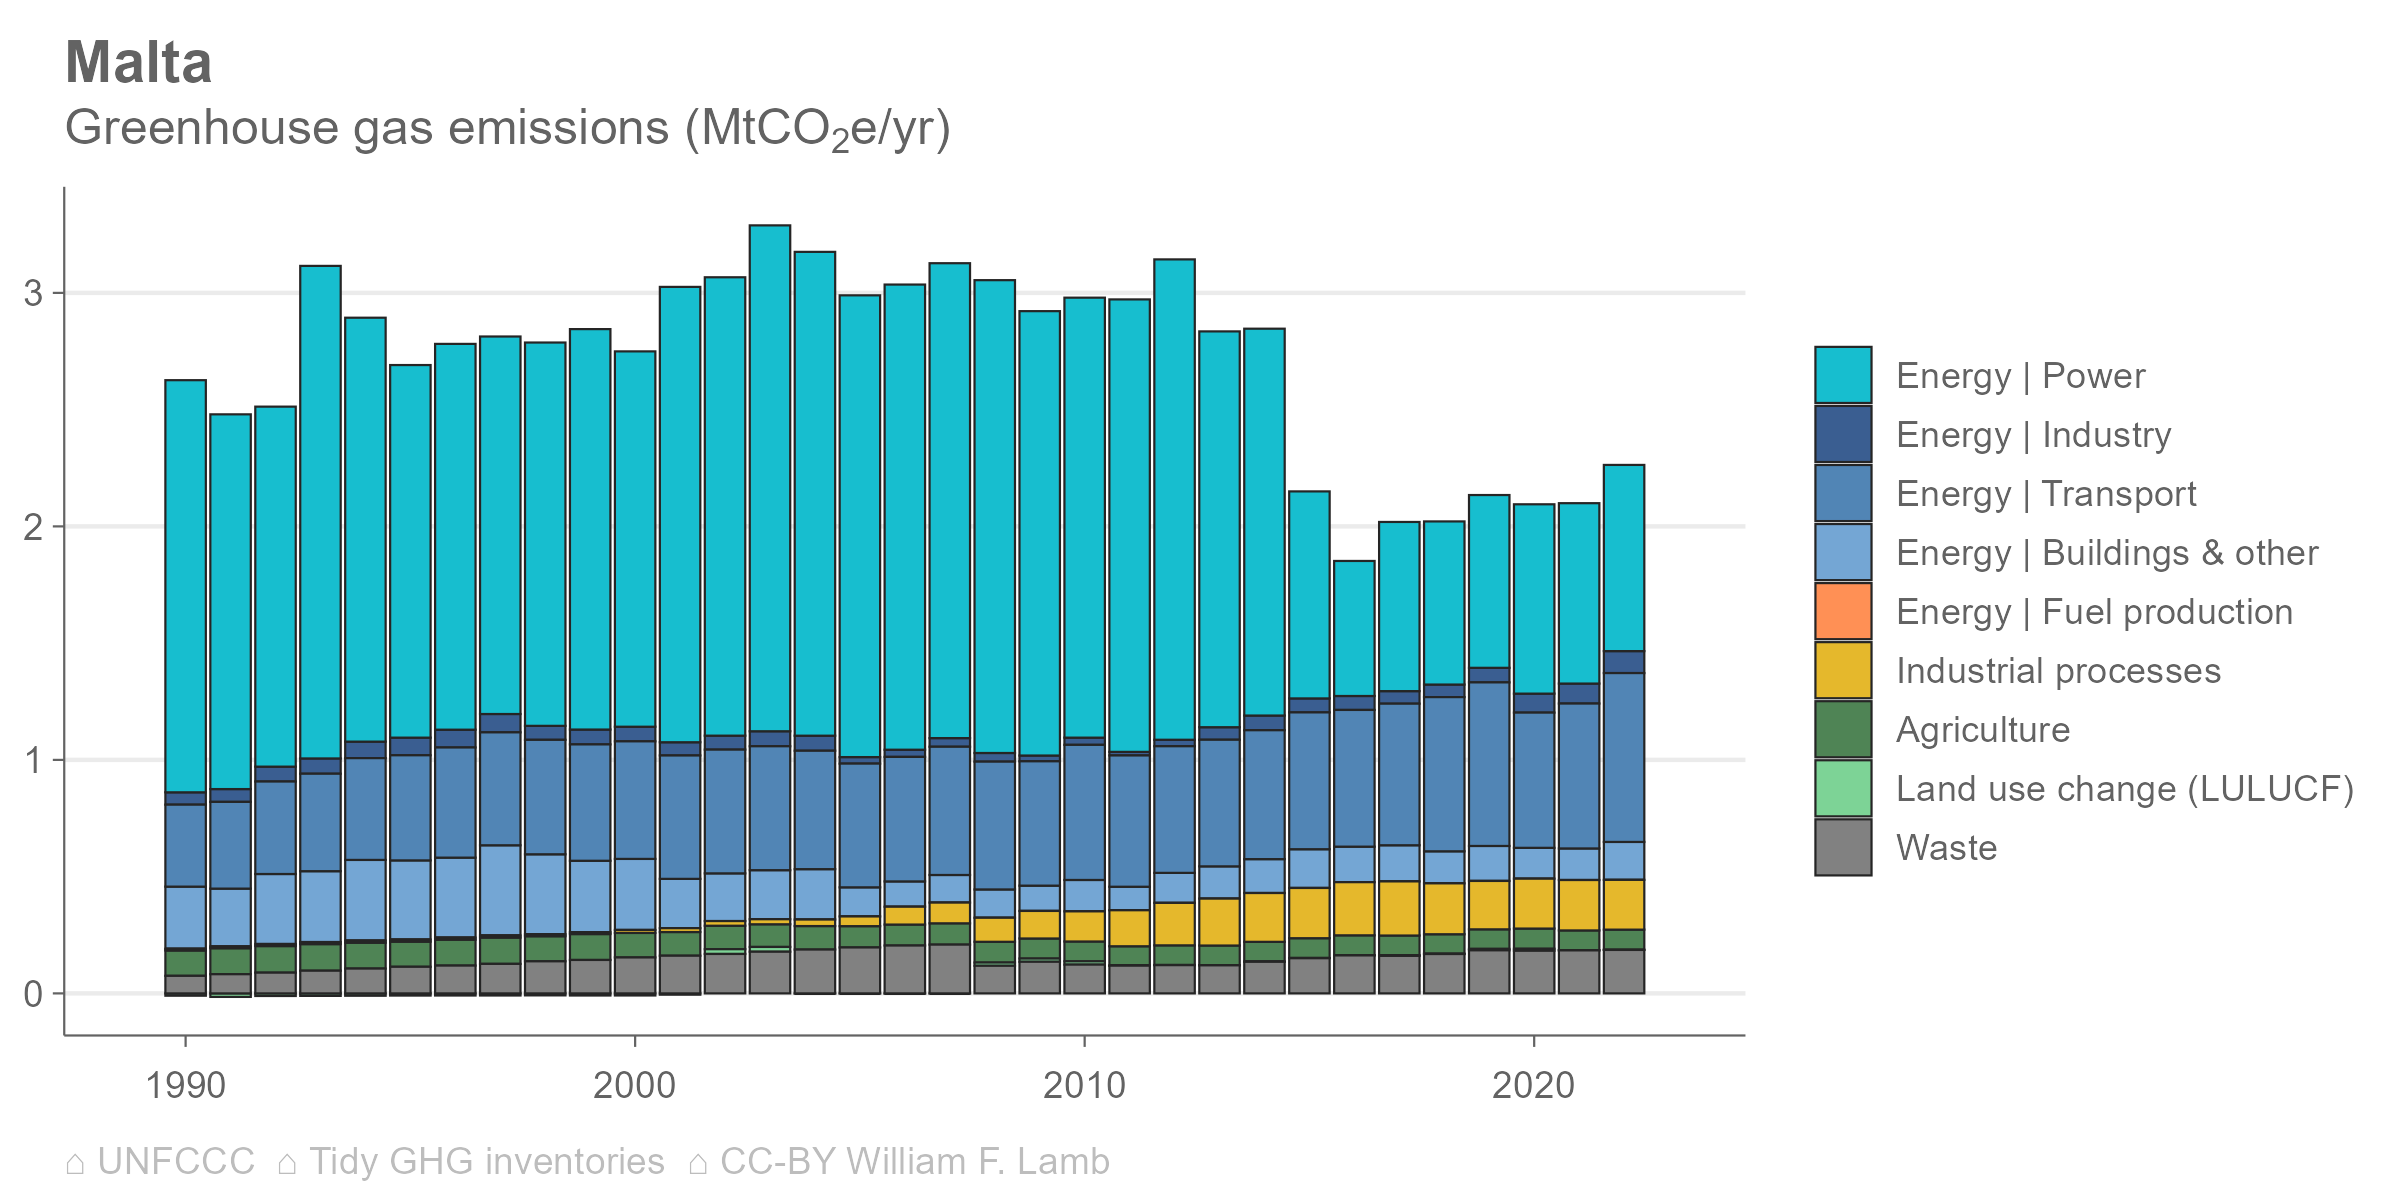 Malta
Greenhouse gas emissions (MtCO₂e/yr)
3
2
1
0
1990 2000 2010 2020
Energy | Power
Energy | Industry
Energy | Transport
Energy | Buildings & other
Energy | Fuel production
Industrial processes
Agriculture
Land use change (LULUCF)
Waste
⌂ UNFCCC ⌂ Tidy GHG inventories ⌂ CC-BY William F. Lamb